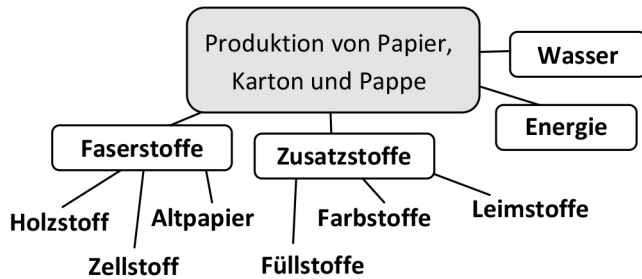 Produktion von Papier,
Karton und Pappe
Wasser
Energie
Faserstoffe
Zusatzstoffe
Holzstoff
Zellstoff
Altpapier
Füllstoffe
Farbstoffe
Leimstoffe